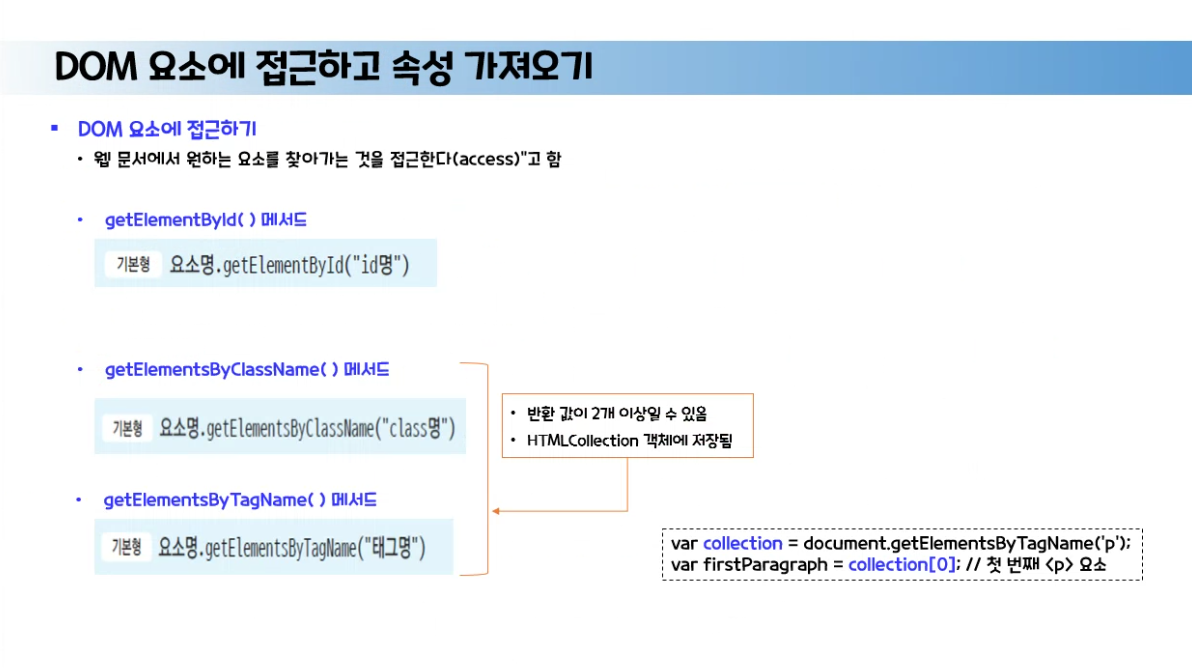 DOM 요소에 접근하고 속성 가져오기
▪ DOM 요소에 접근하기
• 웹 문서에서 원하는 요소를 찾아가는 것을 접근한다(access)"고 함
• getElementById( ) 메서드
기본형 요소명.getElementById("id명")
• getElementsByClassName( ) 메서드
기본형 요소명.getElementsByClassName("class명")
• 반환 값이 2개 이상일 수 있음
• HTMLCollection 객체에 저장됨
• getElementsByTagName( ) 메서드
기본형 요소명.getElementsByTagName("태그명")
var collection = document.getElementsByTagName('p');
var firstParagraph = collection[0]; // 첫 번째 <p> 요소